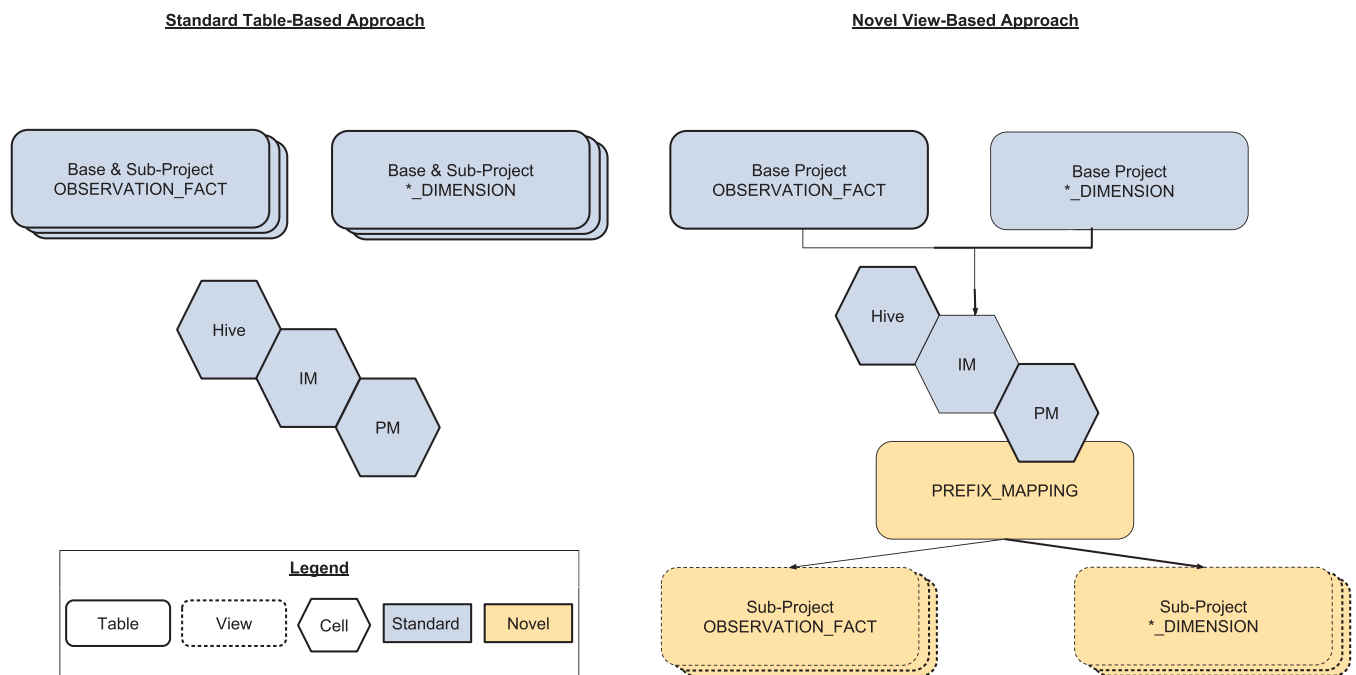 Standard Table-Based Approach
Novel View-Based Approach
Base & Sub-Project
OBSERVATION_FACT
Base & Sub-Project
*_DIMENSION
Base Project
OBSERVATION_FACT
Base Project
*_DIMENSION
Hive
IM
PM
Hive
IM
PM
PREFIX_MAPPING
Sub-Project
OBSERVATION_FACT
Sub-Project
*_DIMENSION
Legend
Table
View
Cell
Standard
Novel